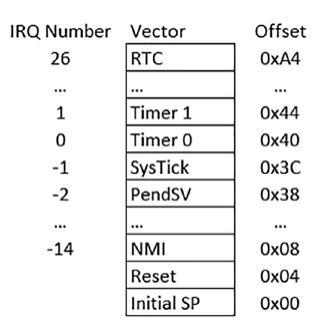 IRQ Number Vector Offset
26 RTC 0xA4
... ... ...
1 Timer 1 0x44
0 Timer 0 0x40
-1 SysTick 0x3C
-2 PendSV 0x38
... ... ...
-14 NMI 0x08
Reset 0x04
Initial SP 0x00